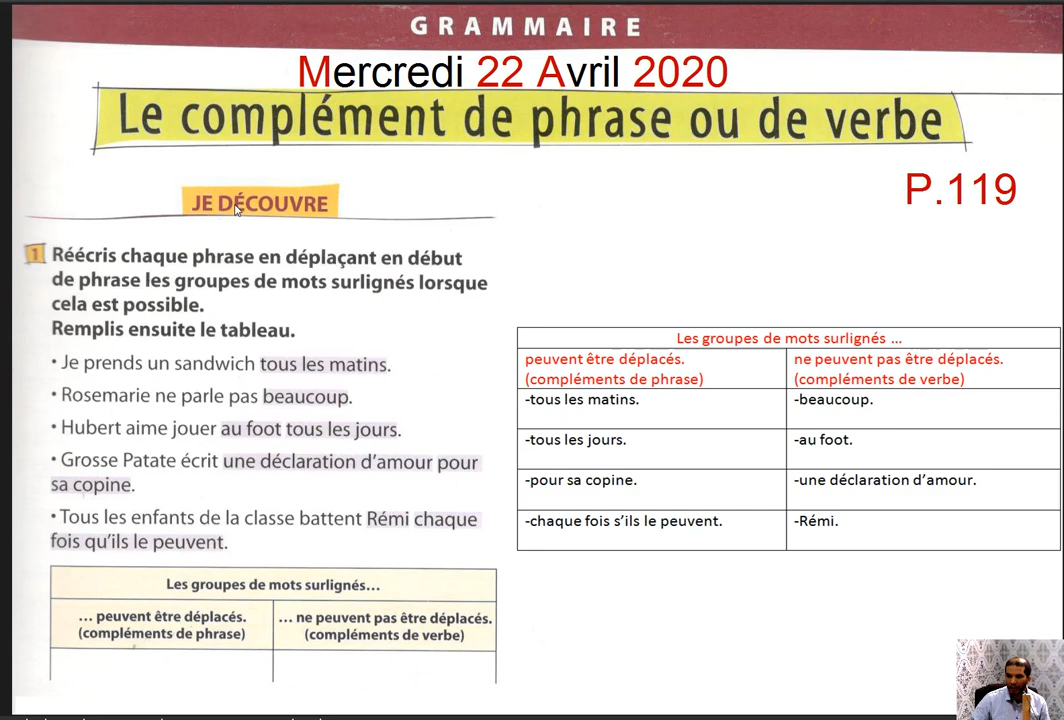 GRAMMAIRE
Mercredi 22 Avril 2020
Le complément de phrase ou de verbe
P.119
JE DÉCOUVRE
1 Réécris chaque phrase en déplaçant en début
de phrase les groupes de mots surlignés lorsque
cela est possible.
Remplis ensuite le tableau.
• Je prends un sandwich tous les matins.
• Rosemarie ne parle pas beaucoup.
• Hubert aime jouer au foot tous les jours.
• Grosse Patate écrit une déclaration d'amour pour
sa copine.
• Tous les enfants de la classe battent Rémi chaque
fois qu'ils le peuvent.
Les groupes de mots surlignés...
... peuvent être déplacés.
(compléments de phrase)
... ne peuvent pas être déplacés.
(compléments de verbe)
Les groupes de mots surlignés ...
peuvent être déplacés.
(compléments de phrase)
ne peuvent pas être déplacés.
(compléments de verbe)
-tous les matins.
-beaucoup.
-tous les jours.
-au foot.
-pour sa copine.
-une déclaration d'amour.
-chaque fois s'ils le peuvent.
-Rémi.